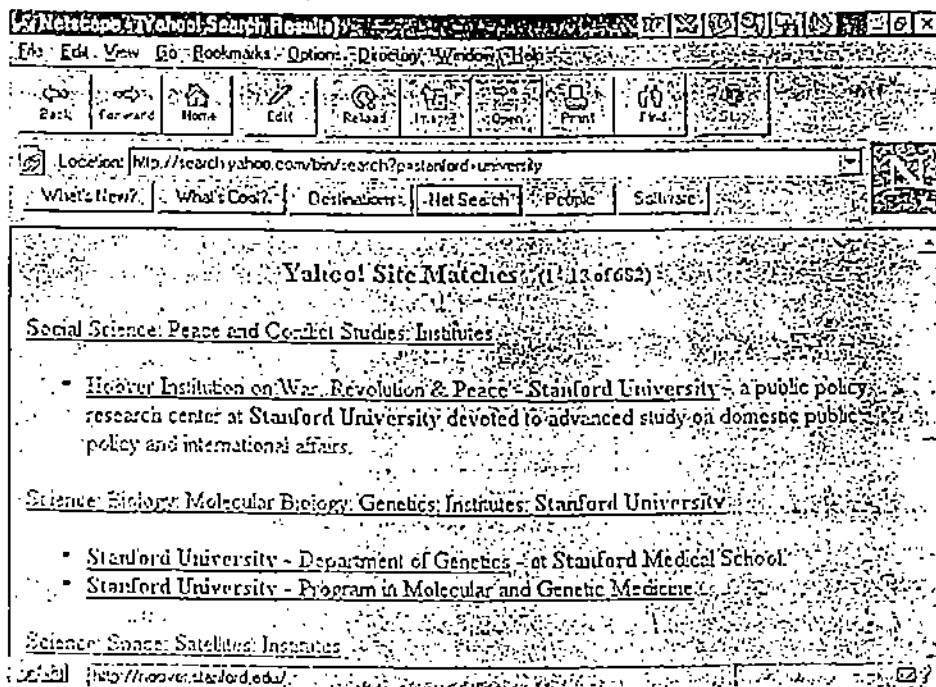 Netscape - [Yahoo! Search Results]
File Edit View Go Bookmarks Options Directory Window Help
Back Forward Home Edit Reload Images Open Print Find Stop
Location: http://search.yahoo.com/bin/search?p=stanford+university
What's New? What's Cool? Destinations Net Search People Software
Yahoo! Site Matches (1-13 of 652)
Social Science: Peace and Conflict Studies: Institutes
Hoover Institution on War, Revolution & Peace - Stanford University - a public policy
research center at Stanford University devoted to advanced study on domestic public
policy and international affairs.
Science: Biology: Molecular Biology: Genetics: Institutes: Stanford University
Stanford University - Department of Genetics - at Stanford Medical School.
Stanford University - Program in Molecular and Genetic Medicine
Science: Space: Satellites: Institutes
http://hoover.stanford.edu/